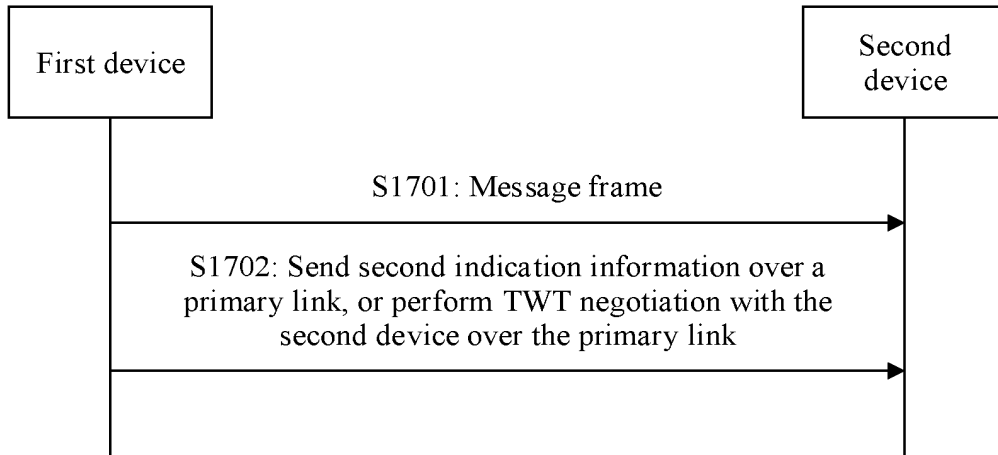 First device
Second
device
S1701: Message frame
S1702: Send second indication information over a
primary link, or perform TWT negotiation with the
second device over the primary link